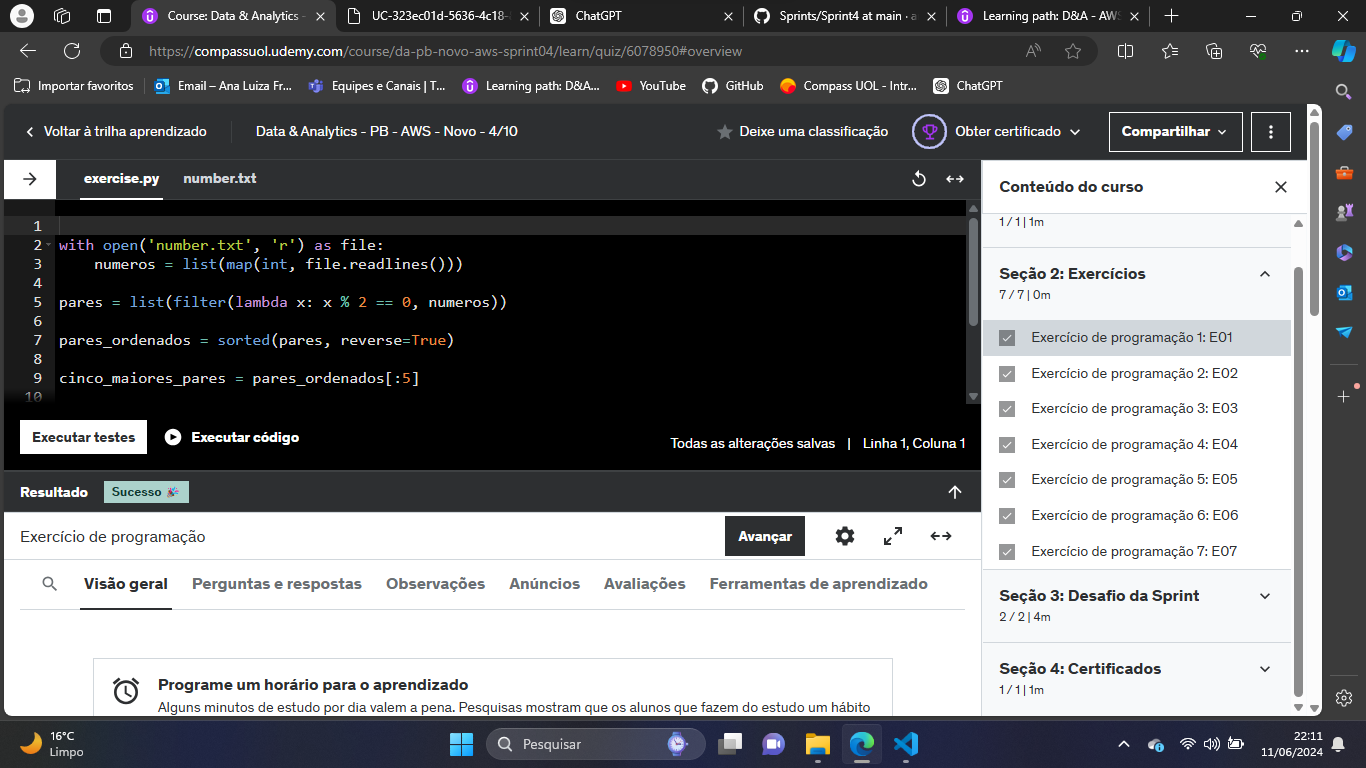 Course: Data & Analytics -
UC-323ec01d-5636-4c18-
ChatGPT
Sprints/Sprint4 at main · a
Learning path: D&A - AWS
https://compassuol.udemy.com/course/da-pb-novo-aws-sprint04/learn/quiz/6078950#overview
Importar favoritos
Email – Ana Luiza Fr...
Equipes e Canais | T...
Learning path: D&A...
YouTube
GitHub
Compass UOL - Intr...
ChatGPT
Voltar à trilha aprendizado
Data & Analytics - PB - AWS - Novo - 4/10
Deixe uma classificação
Obter certificado
Compartilhar
exercise.py
number.txt
1
2 with open('number.txt', 'r') as file:
3 numeros = list(map(int, file.readlines()))
4
5 pares = list(filter(lambda x: x % 2 == 0, numeros))
6
7 pares_ordenados = sorted(pares, reverse=True)
8
9 cinco_maiores_pares = pares_ordenados[:5]
10
Executar testes
Executar código
Todas as alterações salvas | Linha 1, Coluna 1
Resultado
Sucesso
Exercício de programação
Avançar
Visão geral
Perguntas e respostas
Observações
Anúncios
Avaliações
Ferramentas de aprendizado
Programe um horário para o aprendizado
Alguns minutos de estudo por dia valem a pena. Pesquisas mostram que os alunos que fazem do estudo um hábito
Conteúdo do curso
1 / 1 | 1m
Seção 2: Exercícios
7 / 7 | 0m
Exercício de programação 1: E01
Exercício de programação 2: E02
Exercício de programação 3: E03
Exercício de programação 4: E04
Exercício de programação 5: E05
Exercício de programação 6: E06
Exercício de programação 7: E07
Seção 3: Desafio da Sprint
2 / 2 | 4m
Seção 4: Certificados
1 / 1 | 1m
16°C
Limpo
Pesquisar
22:11
11/06/2024